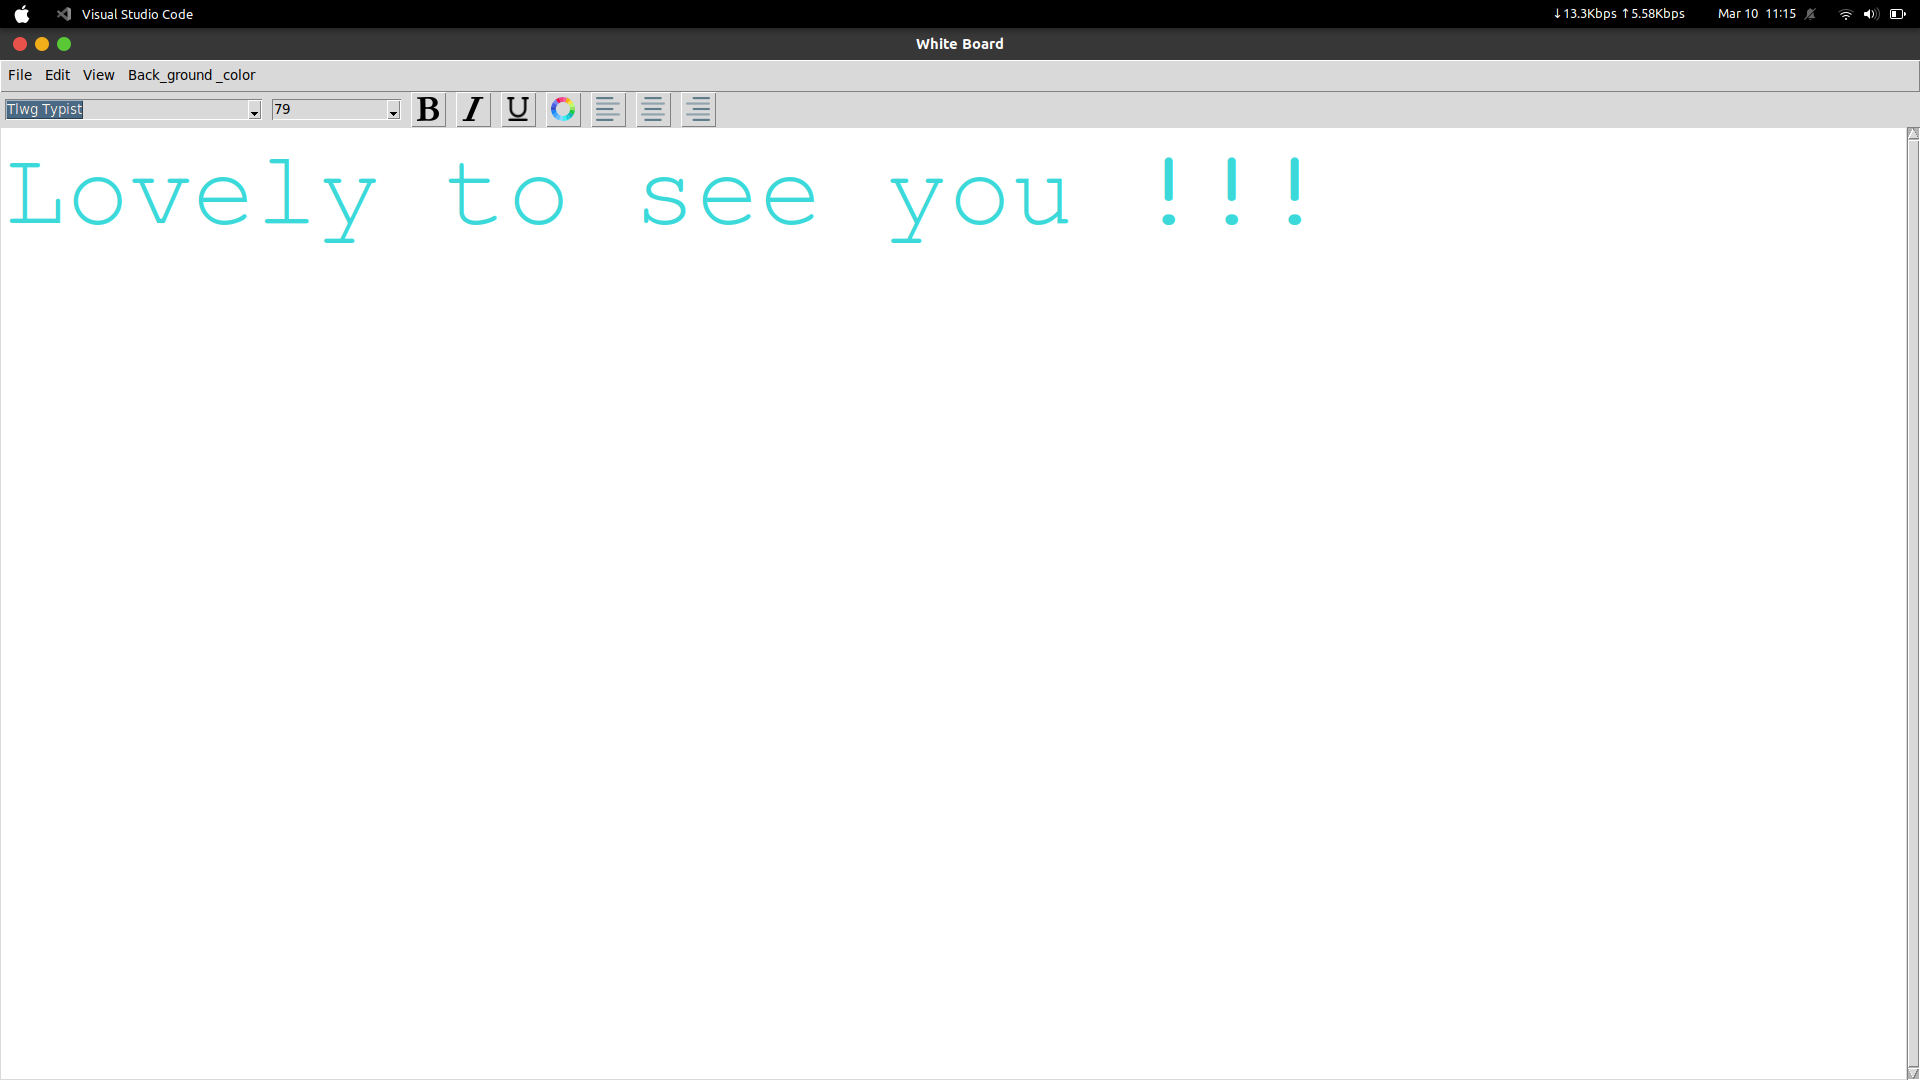 Visual Studio Code ↓13.3Kbps ↑5.58Kbps Mar 10 11:15
White Board
File Edit View Back_ground _color
Tlwg Typist 79 B I U
Lovely to see you !!!